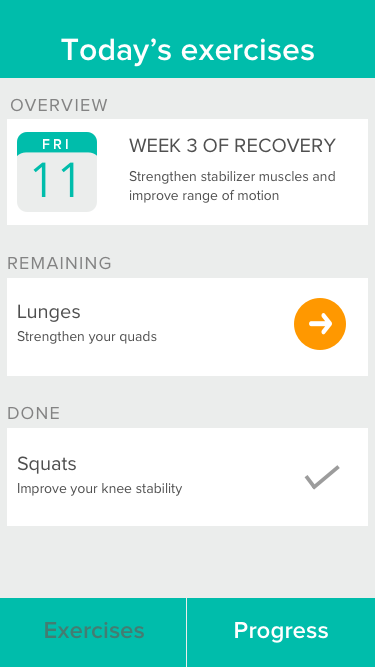 Today’s exercises
OVERVIEW
FRI
11
WEEK 3 OF RECOVERY
Strengthen stabilizer muscles and
improve range of motion
REMAINING
Lunges
Strengthen your quads
DONE
Squats
Improve your knee stability
Exercises
Progress